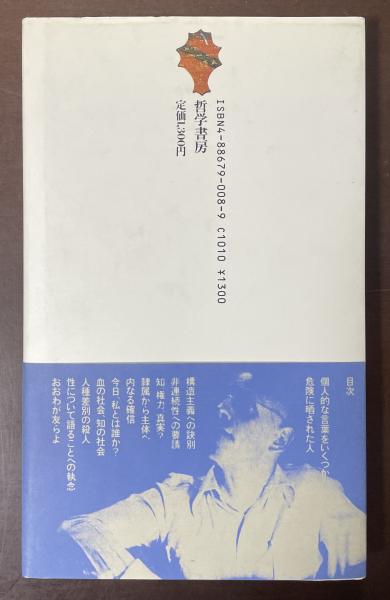 ISBN4-88679-008-9 C1010 ¥1300
哲学書房
定価1,300円
目次
個人的な言葉をいくつか
危険に晒された人
構造主義への訣別
非連続性への要請
知、権力、真実?
隷属から主体へ
内なる確信
今日、私とは誰か?
血の社会、知の社会
人種差別の殺人
性について語ることへの執念
おおわが友らよ